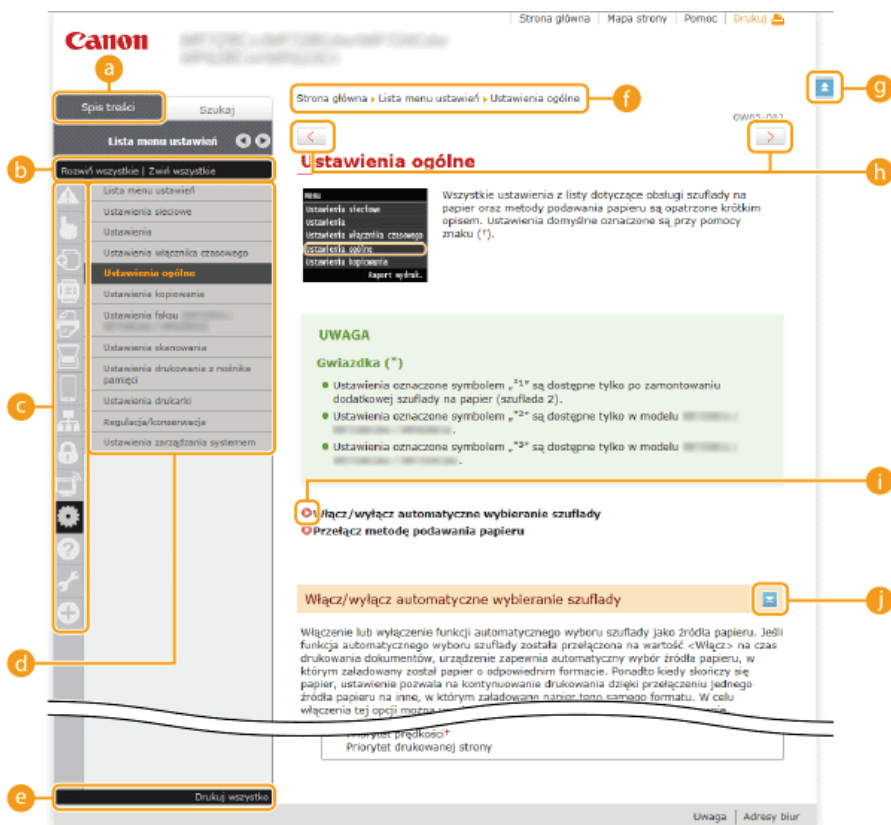 Strona główna | Mapa strony | Pomoc | Drukuj
Canon
a
g
Spis treści
Szukaj
Strona główna ▸ Lista menu ustawień ▸ Ustawienia ogólne
f
0W65-0A1
Lista menu ustawień
< >
h
b
Rozwiń wszystkie | Zwiń wszystkie
Ustawienia ogólne
c
Lista menu ustawień
Ustawienia sieciowe
Ustawienia
Ustawienia włącznika czasowego
Ustawienia ogólne
Ustawienia kopiowania
Ustawienia faksu
Ustawienia skanowania
Ustawienia drukowania z nośnika
pamięci
Ustawienia drukarki
Regulacja/konserwacja
Ustawienia zarządzania systemem
d
Menu
Ustawienia sieciowe
Ustawienia
Ustawienia włącznika czasowego
Ustawienia ogólne
Ustawienia kopiowania
Raport wydruk.
Wszystkie ustawienia z listy dotyczące obsługi szuflady na
papier oraz metody podawania papieru są opatrzone krótkim
opisem. Ustawienia domyślne oznaczone są przy pomocy
znaku (†).
UWAGA
Gwiazdka (*)
Ustawienia oznaczone symbolem „*1” są dostępne tylko po zamontowaniu
dodatkowej szuflady na papier (szuflada 2).
Ustawienia oznaczone symbolem „*2” są dostępne tylko w modelu
.
Ustawienia oznaczone symbolem „*3” są dostępne tylko w modelu
.
i
Włącz/wyłącz automatyczne wybieranie szuflady
Przełącz metodę podawania papieru
Włącz/wyłącz automatyczne wybieranie szuflady
j
Włączenie lub wyłączenie funkcji automatycznego wyboru szuflady jako źródła papieru. Jeśli
funkcja automatycznego wyboru szuflady została przełączona na wartość <Włącz> na czas
drukowania dokumentów, urządzenie zapewnia automatyczny wybór źródła papieru, w
którym załadowany został papier o odpowiednim formacie. Ponadto kiedy skończy się
papier, ustawienie pozwala na kontynuowanie drukowania dzięki przełączeniu jednego
źródła papieru na inne, w którym załadowano papier tego samego formatu. W celu
włączenia tej opcji można
Priorytet prędkości†
Priorytet drukowanej strony
e
Drukuj wszystko
Uwaga | Adresy biur